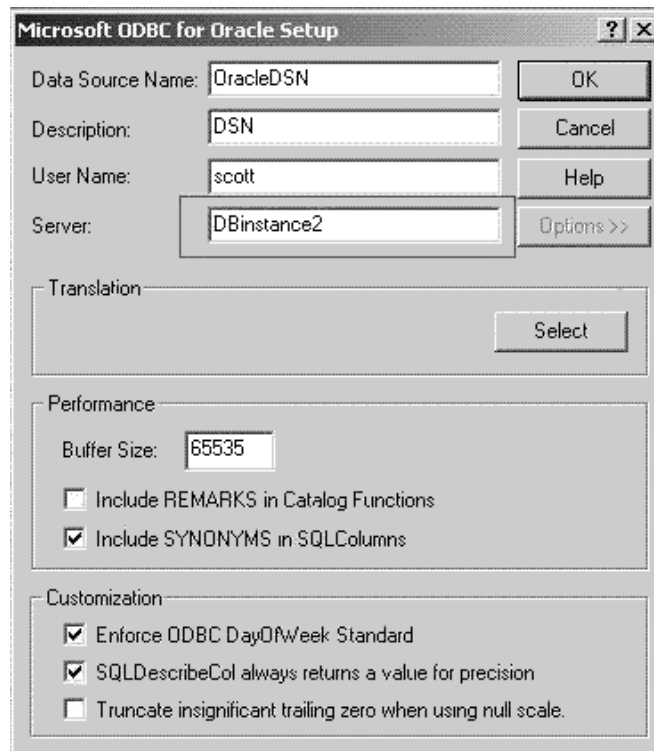 Microsoft ODBC for Oracle Setup
Data Source Name: OracleDSN OK
Description: DSN Cancel
User Name: scott Help
Server: DBinstance2 Options >>
Translation
Select
Performance
Buffer Size: 65535
Include REMARKS in Catalog Functions
Include SYNONYMS in SQLColumns
Customization
Enforce ODBC DayOfWeek Standard
SQLDescribeCol always returns a value for precision
Truncate insignificant trailing zero when using null scale.